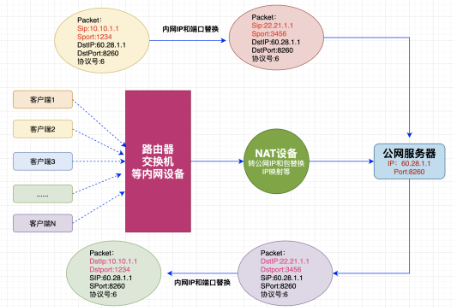 Packet:
Sip:10.10.1.1
Sport:1234
DstIP:60.28.1.1
DstPort:8260
协议号:6
内网IP和端口替换
Packet:
Sip:22.21.1.1
Sport:3456
DstIP:60.28.1.1
DstPort:8260
协议号:6
客户端1
客户端2
客户端3
......
客户端N
路由器
交换机
等内网设备
NAT设备
转公网IP和包替换
IP映射等
公网服务器
IP：60.28.1.1
Port:8260
Packet：
DstIp:10.10.1.1
Dstport:1234
SIP:60.28.1.1
SPort:8260
协议号:6
内网IP和端口替换
Packet：
DstIP:22.21.1.1
Dstport:3456
SiP:60.28.1.1
SPort:8260
协议号:6